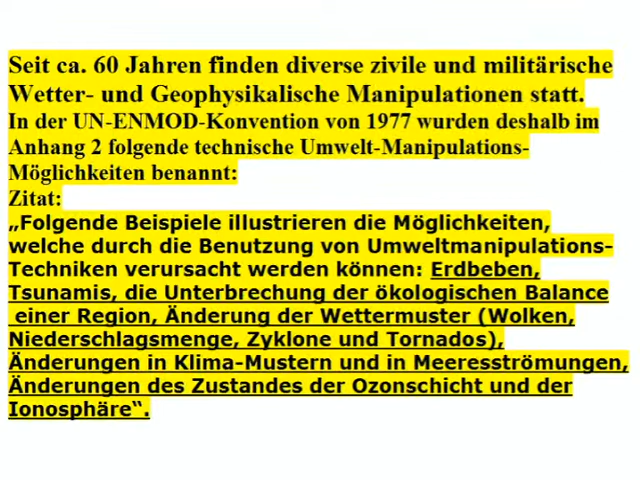 Seit ca. 60 Jahren finden diverse zivile und militärische
Wetter- und Geophysikalische Manipulationen statt.
In der UN-ENMOD-Konvention von 1977 wurden deshalb im
Anhang 2 folgende technische Umwelt-Manipulations-
Möglichkeiten benannt:
Zitat:
„Folgende Beispiele illustrieren die Möglichkeiten,
welche durch die Benutzung von Umweltmanipulations-
Techniken verursacht werden können: Erdbeben,
Tsunamis, die Unterbrechung der ökologischen Balance
einer Region, Änderung der Wettermuster (Wolken,
Niederschlagsmenge, Zyklone und Tornados),
Änderungen in Klima-Mustern und in Meeresströmungen,
Änderungen des Zustandes der Ozonschicht und der
Ionosphäre“.